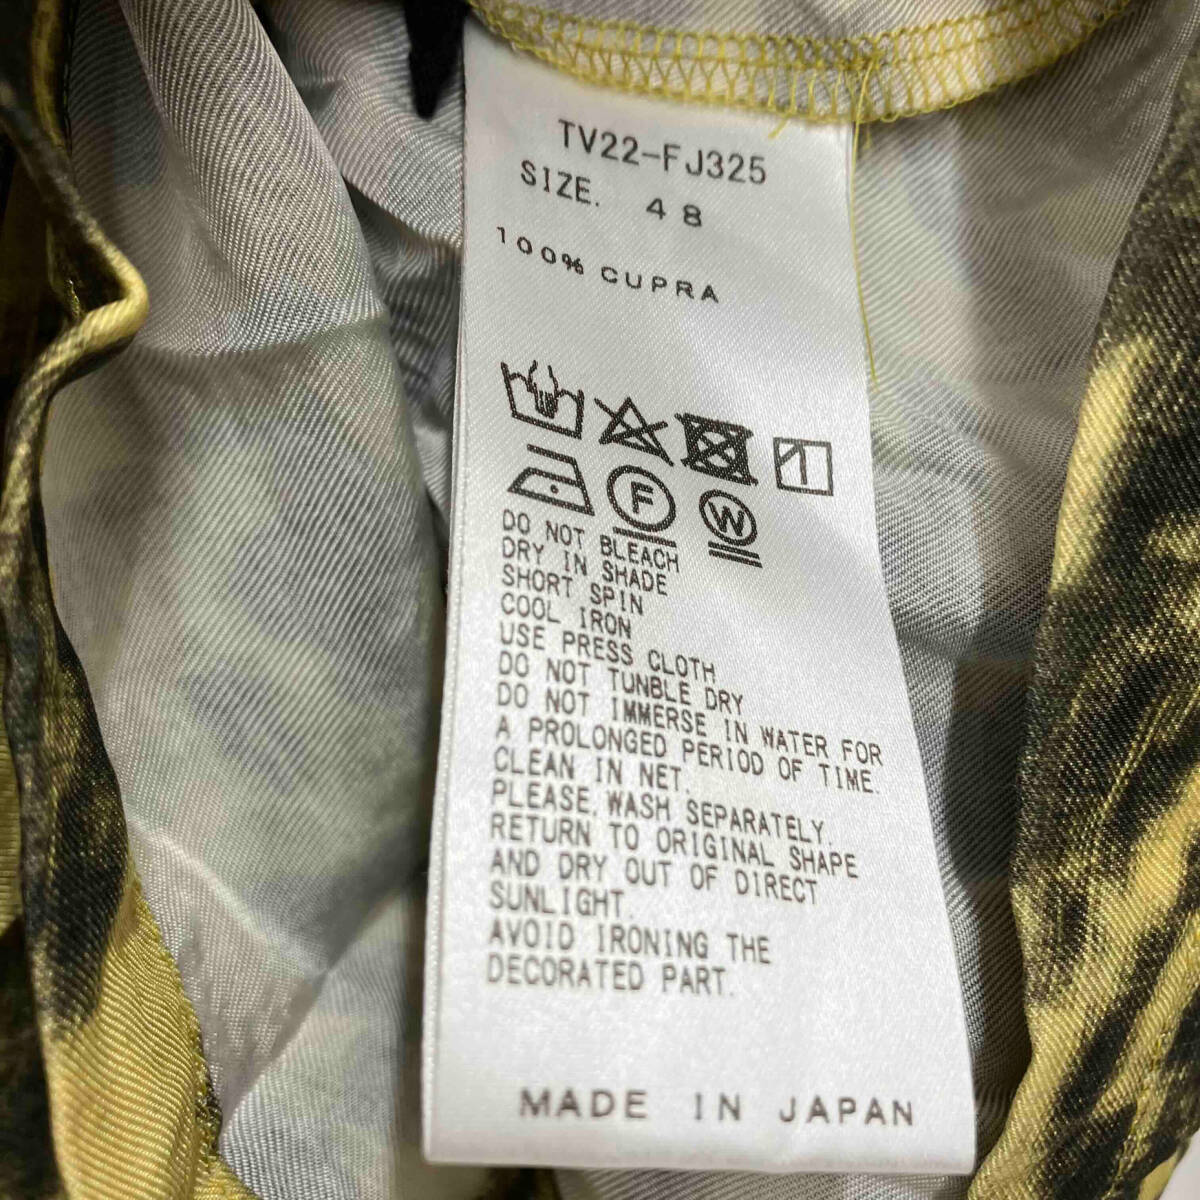 TV22-FJ325
SIZE. 48
100% CUPRA
F
W
DO NOT BLEACH
DRY IN SHADE
SHORT SPIN
COOL IRON
USE PRESS CLOTH
DO NOT TUNBLE DRY
DO NOT IMMERSE IN WATER FOR
A PROLONGED PERIOD OF TIME.
CLEAN IN NET.
PLEASE.WASH SEPARATELY.
RETURN TO ORIGINAL SHAPE
AND DRY OUT OF DIRECT
SUNLIGHT.
AVOID IRONING THE
DECORATED PART.
MADE IN JAPAN